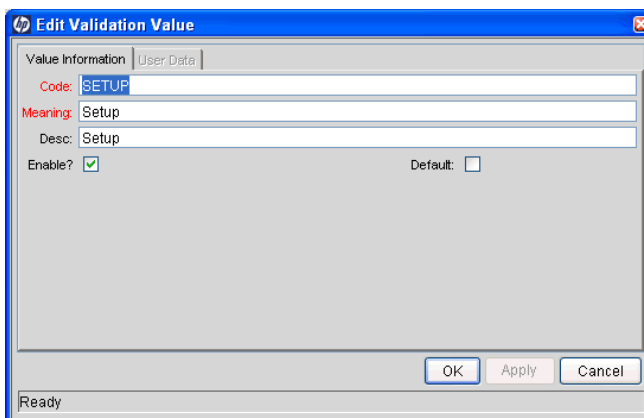 hp Edit Validation Value
Value Information User Data
Code: SETUP
Meaning: Setup
Desc: Setup
Enable? Default:
OK Apply Cancel
Ready